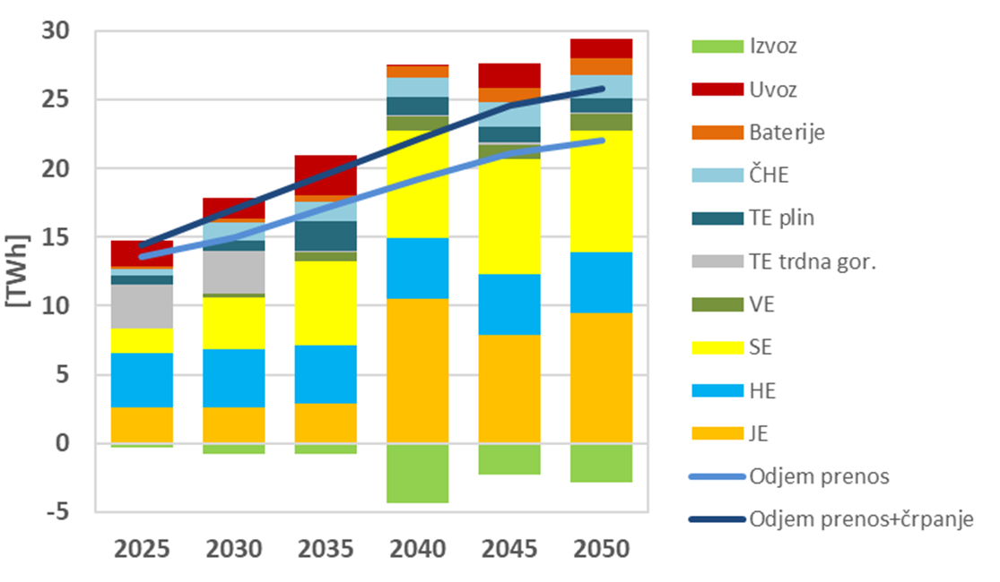 [TWh]
30
25
20
15
10
5
0
-5
2025 2030 2035 2040 2045 2050
Izvoz
Uvoz
Baterije
ČHE
TE plin
TE trdna gor.
VE
SE
HE
JE
Odjem prenos
Odjem prenos+črpanje